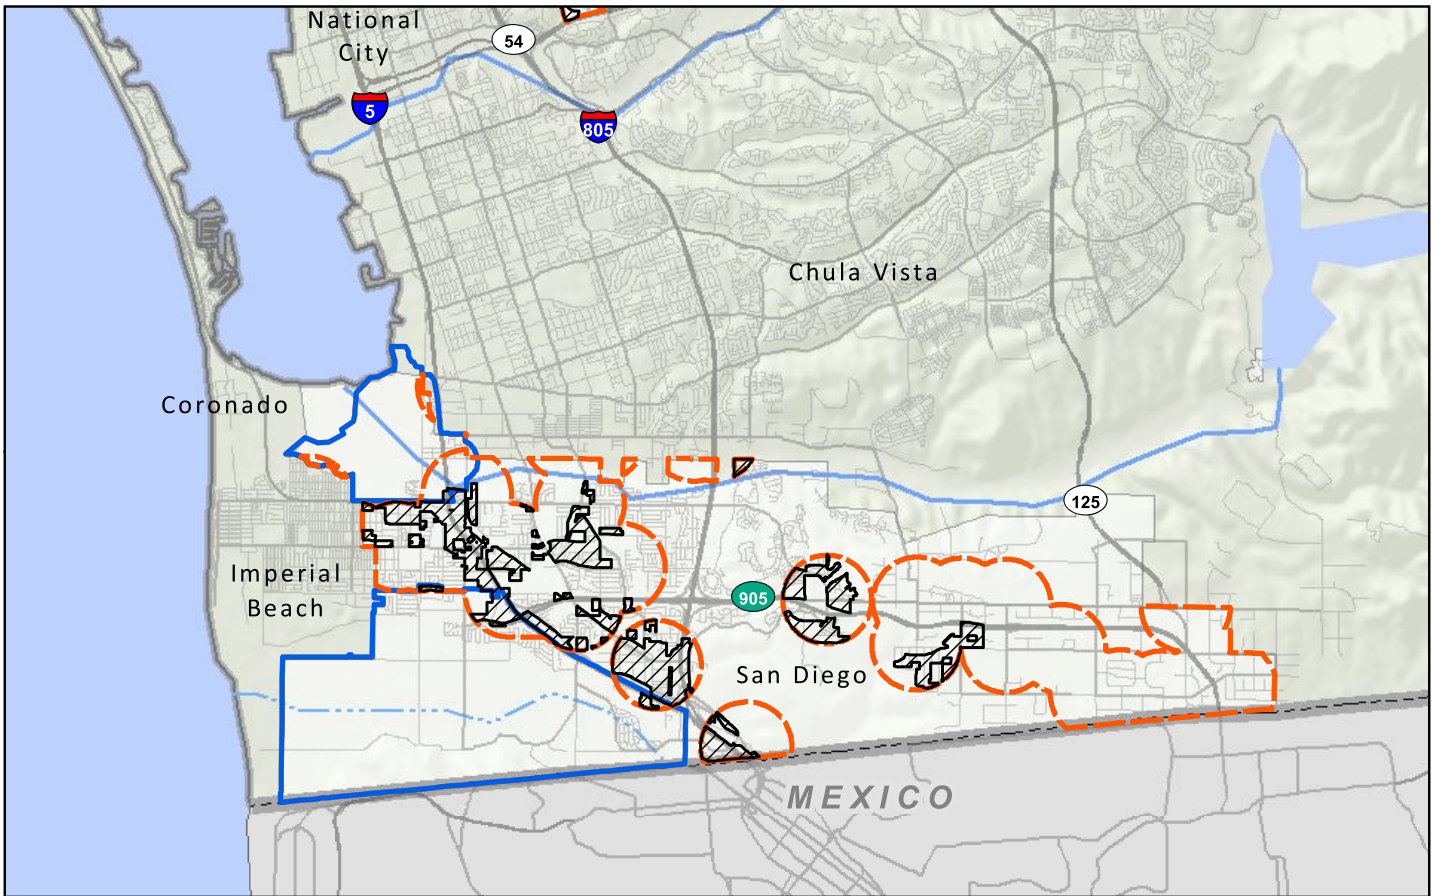 National
City
54
5
805
Chula Vista
Coronado
125
Imperial
Beach
905
San Diego
MEXICO